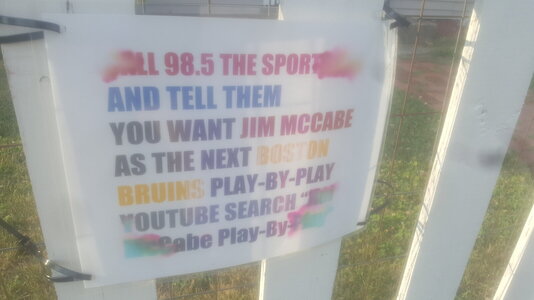 98.5 THE SPORT
AND TELL THEM
YOU WANT JIM MCCABE
AS THE NEXT BOSTON
BRUINS PLAY-BY-PLAY
YOUTUBE SEARCH
Cabe Play-By-